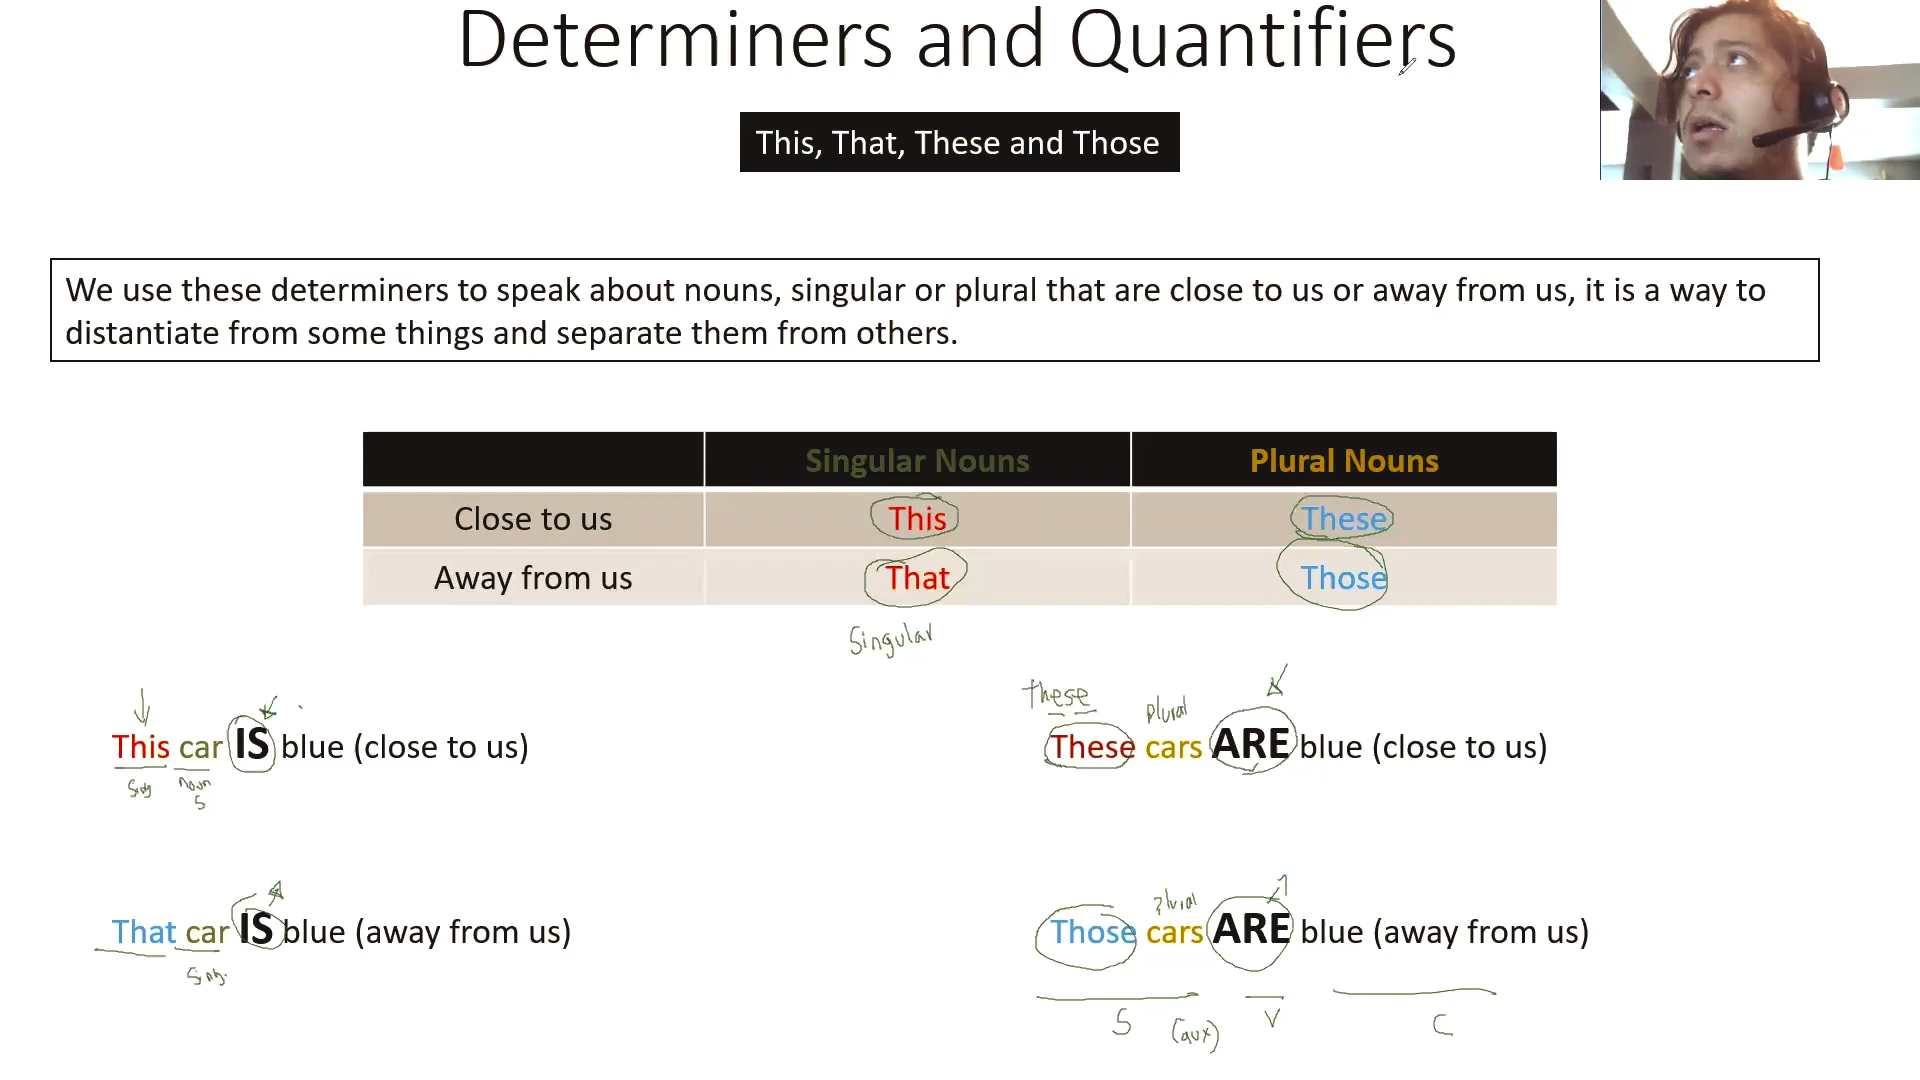 Determiners and Quantifiers
This, That, These and Those
We use these determiners to speak about nouns, singular or plural that are close to us or away from us, it is a way to
distantiate from some things and separate them from others.
Singular Nouns Plural Nouns
Close to us This These
Away from us That Those
Singular
These
plural
This car IS blue (close to us)
Sing noun
S
These cars ARE blue (close to us)
plural
That car IS blue (away from us)
Sing.
Those cars ARE blue (away from us)
S (aux) V C